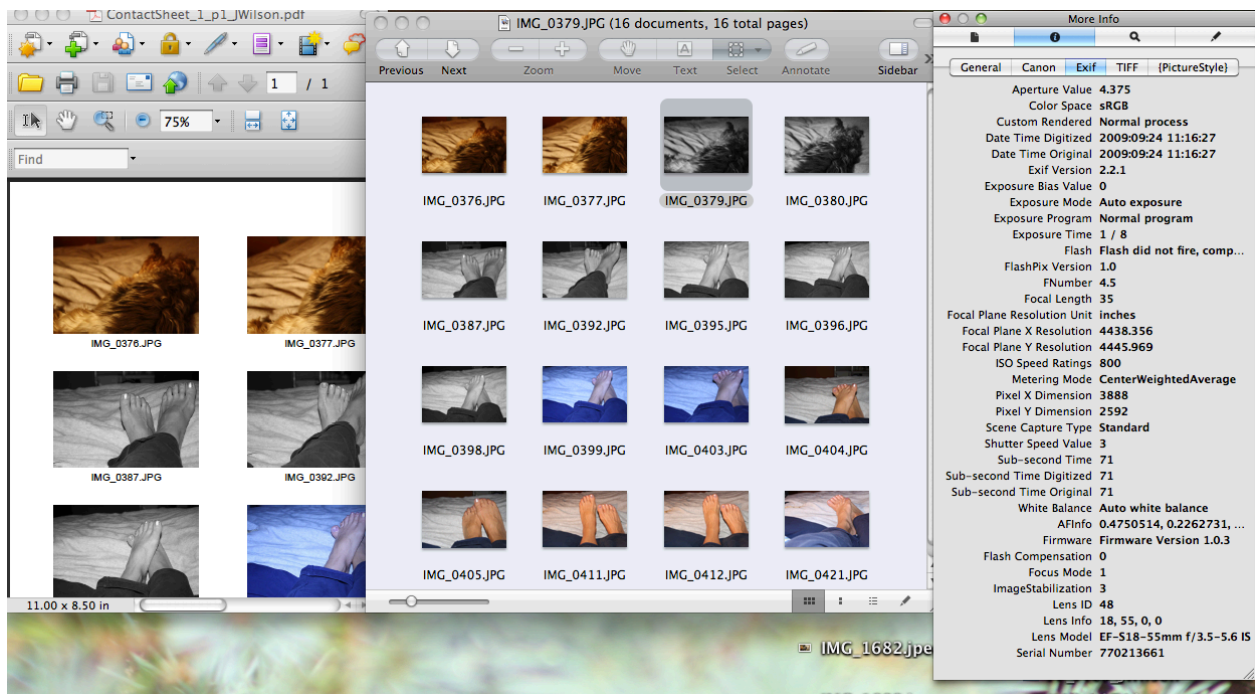 ContactSheet_1_p1_JWilson.pdf
1 / 1
75%
Find
IMG_0376.JPG
IMG_0377.JPG
IMG_0387.JPG
IMG_0392.JPG
11.00 x 8.50 in
IMG_0379.JPG (16 documents, 16 total pages)
Previous Next Zoom Move Text Select Annotate Sidebar
IMG_0376.JPG IMG_0377.JPG IMG_0379.JPG IMG_0380.JPG
IMG_0387.JPG IMG_0392.JPG IMG_0395.JPG IMG_0396.JPG
IMG_0398.JPG IMG_0399.JPG IMG_0403.JPG IMG_0404.JPG
IMG_0405.JPG IMG_0411.JPG IMG_0412.JPG IMG_0421.JPG
IMG_1682.jpe
More Info
General Canon Exif TIFF {PictureStyle}
Aperture Value 4.375
Color Space sRGB
Custom Rendered Normal process
Date Time Digitized 2009:09:24 11:16:27
Date Time Original 2009:09:24 11:16:27
Exif Version 2.2.1
Exposure Bias Value 0
Exposure Mode Auto exposure
Exposure Program Normal program
Exposure Time 1 / 8
Flash Flash did not fire, comp...
FlashPix Version 1.0
FNumber 4.5
Focal Length 35
Focal Plane Resolution Unit inches
Focal Plane X Resolution 4438.356
Focal Plane Y Resolution 4445.969
ISO Speed Ratings 800
Metering Mode CenterWeightedAverage
Pixel X Dimension 3888
Pixel Y Dimension 2592
Scene Capture Type Standard
Shutter Speed Value 3
Sub-second Time 71
Sub-second Time Digitized 71
Sub-second Time Original 71
White Balance Auto white balance
AFInfo 0.4750514, 0.2262731, ...
Firmware Firmware Version 1.0.3
Flash Compensation 0
Focus Mode 1
ImageStabilization 3
Lens ID 48
Lens Info 18, 55, 0, 0
Lens Model EF-S18-55mm f/3.5-5.6 IS
Serial Number 770213661